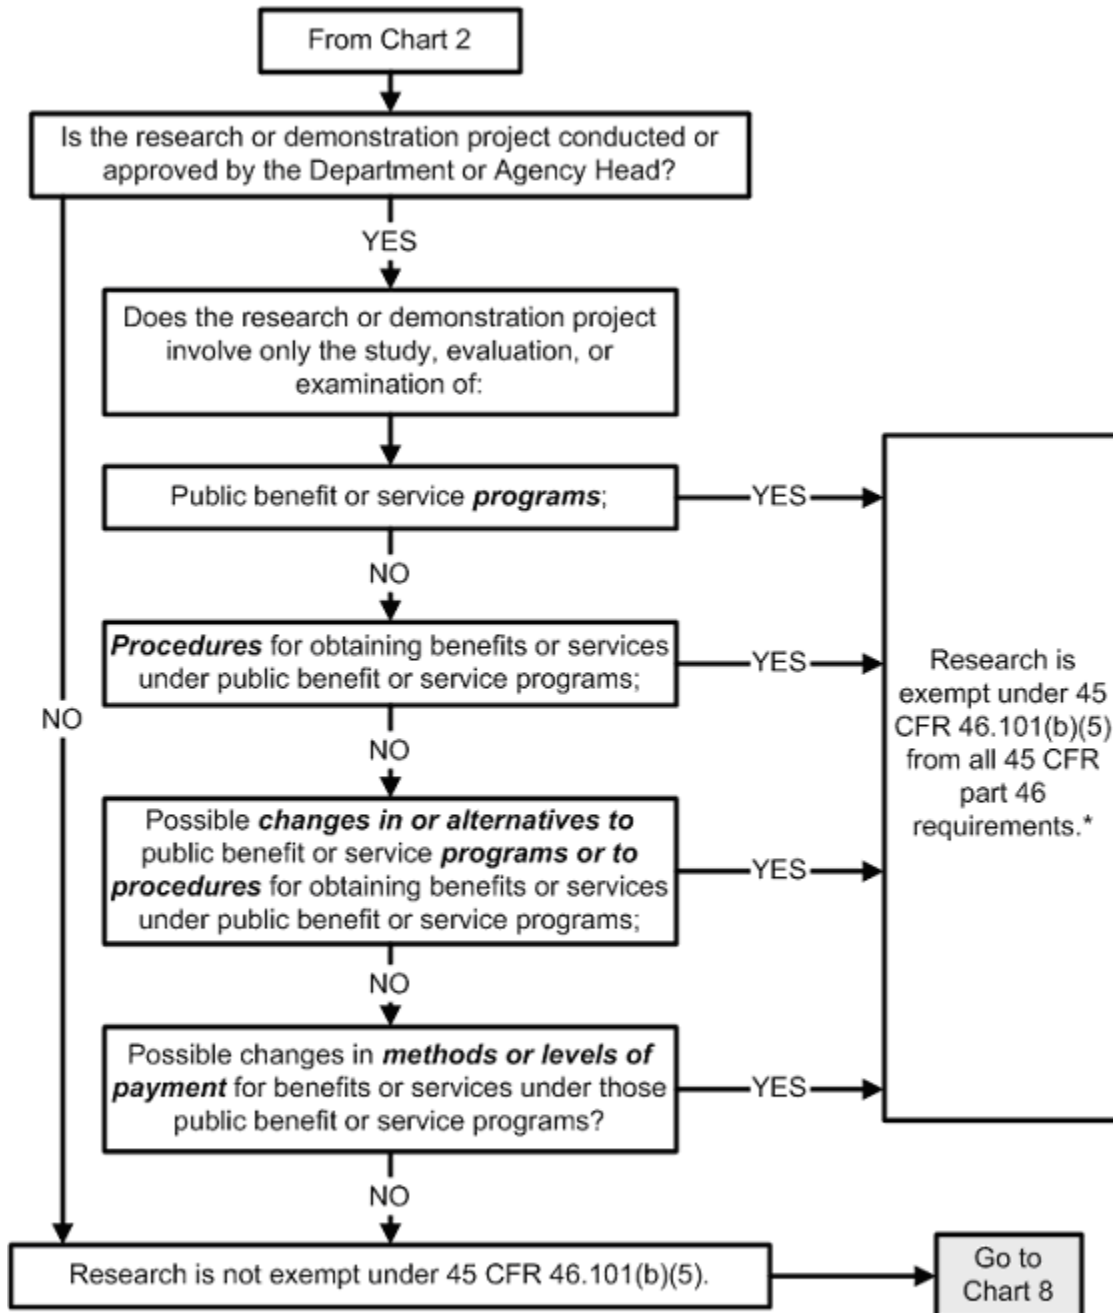 From Chart 2
Is the research or demonstration project conducted or
approved by the Department or Agency Head?
YES
Does the research or demonstration project
involve only the study, evaluation, or
examination of:
Public benefit or service programs;
YES
NO
Procedures for obtaining benefits or services
under public benefit or service programs;
YES
NO
NO
Possible changes in or alternatives to
public benefit or service programs or to
procedures for obtaining benefits or services
under public benefit or service programs;
YES
NO
Possible changes in methods or levels of
payment for benefits or services under those
public benefit or service programs?
YES
NO
Research is
exempt under 45
CFR 46.101(b)(5)
from all 45 CFR
part 46
requirements.*
Research is not exempt under 45 CFR 46.101(b)(5).
Go to
Chart 8